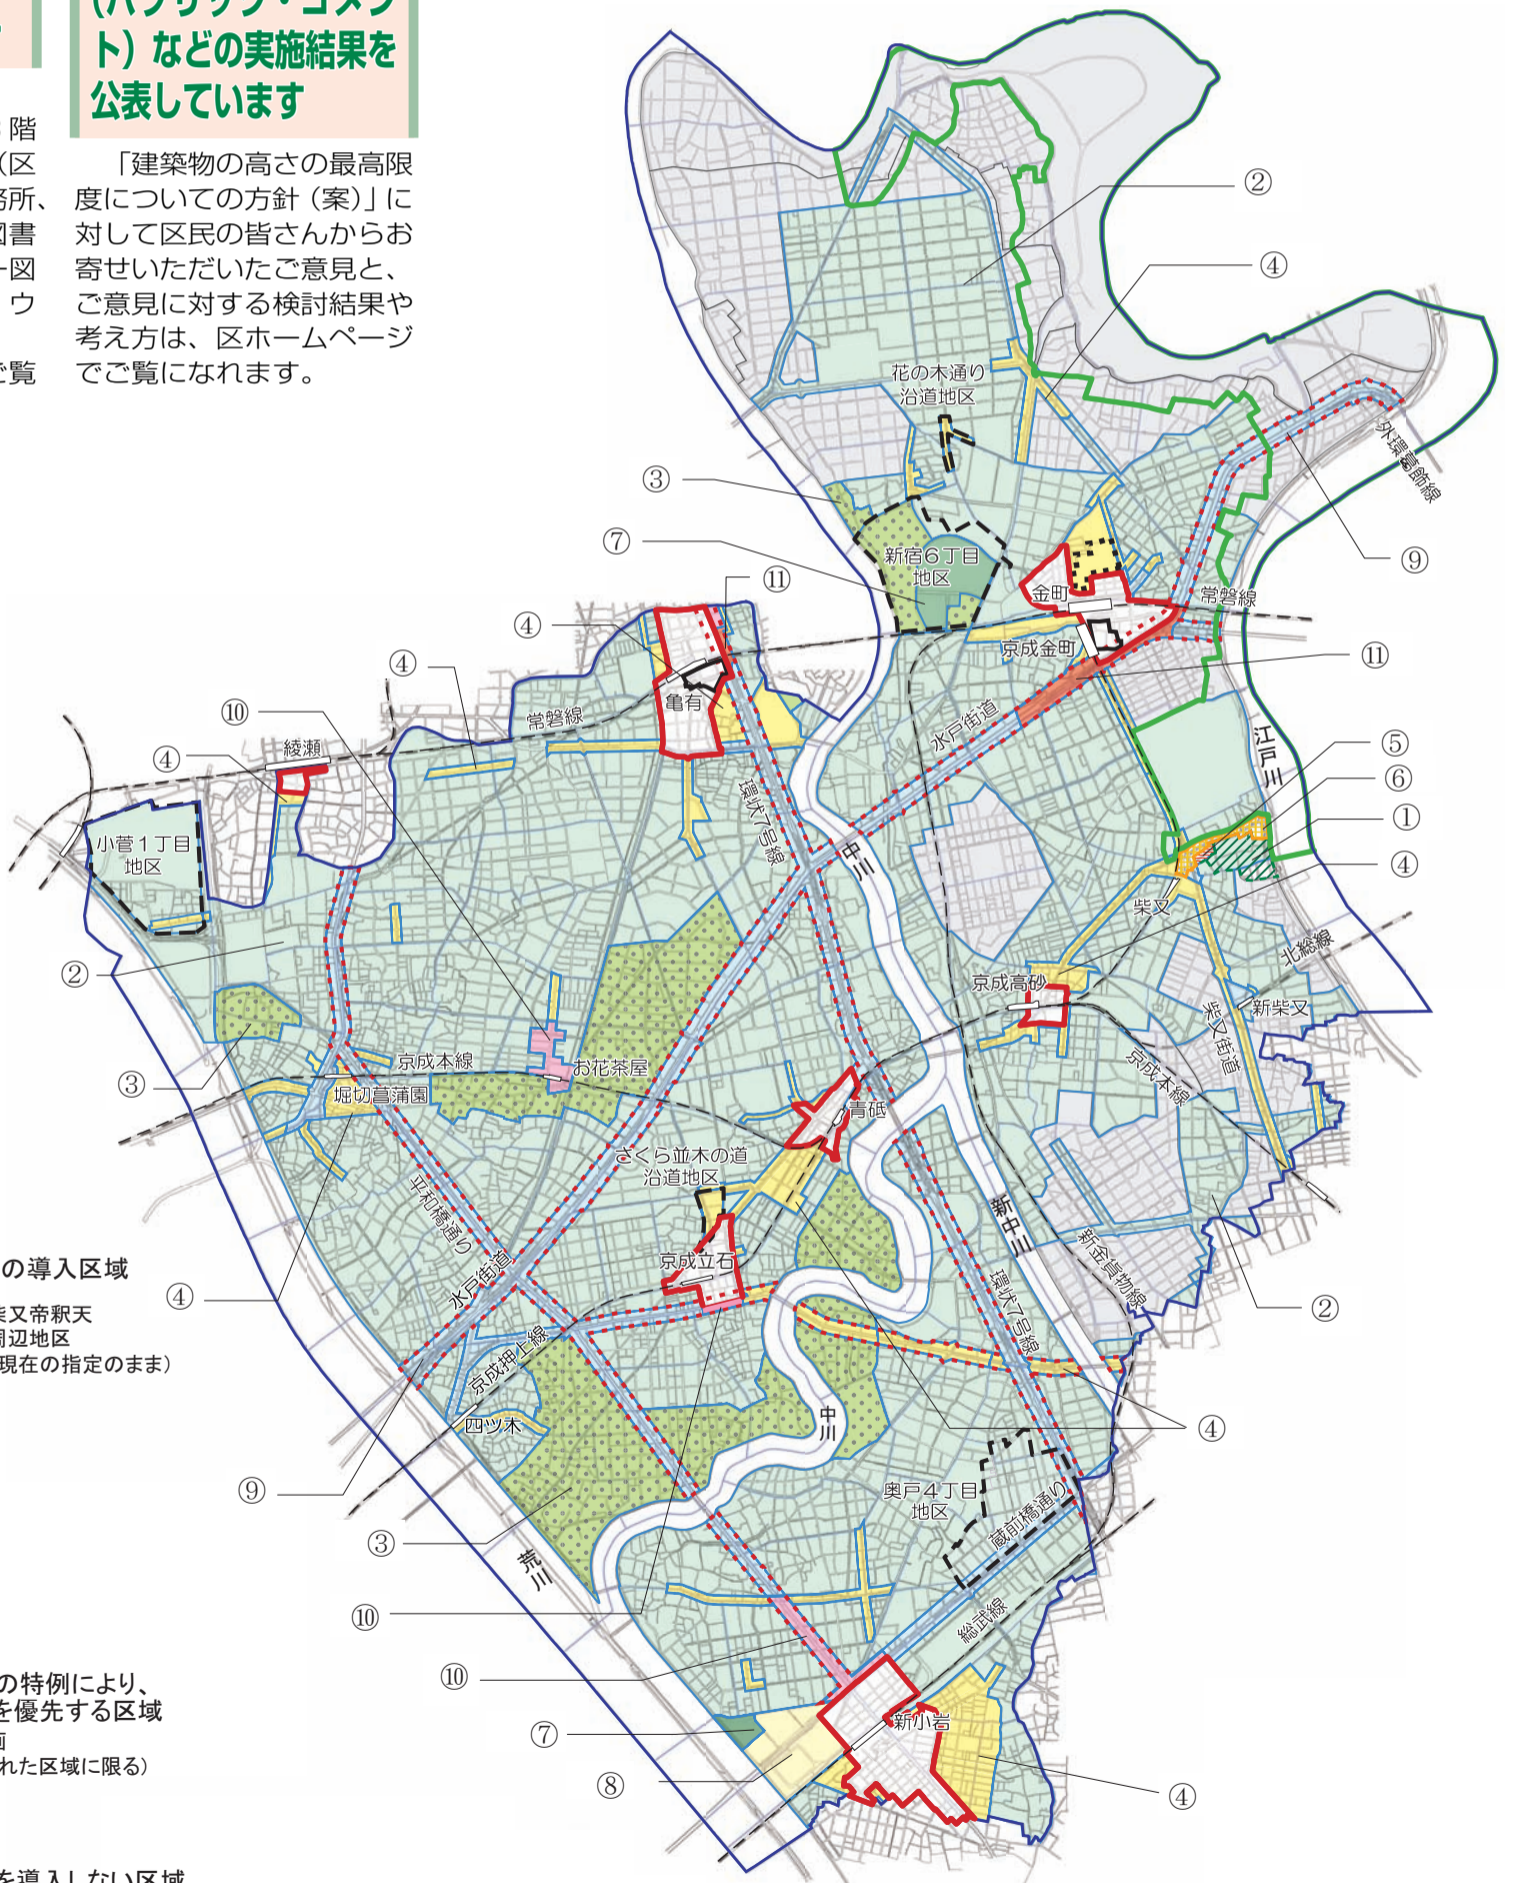 （パブリック・コメン
ト）などの実施結果を
公表しています
階
（区
務所、
図書
図
ウ
ご覧
「建築物の高さの最高限
度についての方針（案）」に
対して区民の皆さんからお
寄せいただいたご意見と、
ご意見に対する検討結果や
考え方は、区ホームページ
でご覧になれます。
②
④
花の木通り
沿道地区
外環葛飾線
③
⑦
新宿6丁目
地区
⑨
金町
常磐線
京成金町
⑪
④
亀有
⑪
水戸街道
江戸川
④
常磐線
⑩
綾瀬
④
小菅1丁目
地区
環状7号線
中川
⑤
⑥
①
④
柴又
北総線
京成高砂
新柴又
柴又街道
京成本線
②
③
京成本線
お花茶屋
堀切菖蒲園
青砥
さくら並木の道
沿道地区
平和橋通り
京成立石
新中川
新金貨物線
環状7号線
②
④
水戸街道
京成押上線
四ツ木
中川
④
⑨
奥戸4丁目
地区
蔵前橋通り
③
荒川
⑩
総武線
⑩
新小岩
⑦
⑧
④
の導入区域
柴又帝釈天
周辺地区
現在の指定のまま）
の特例により、
を優先する区域
画
れた区域に限る）
を導入しない区域